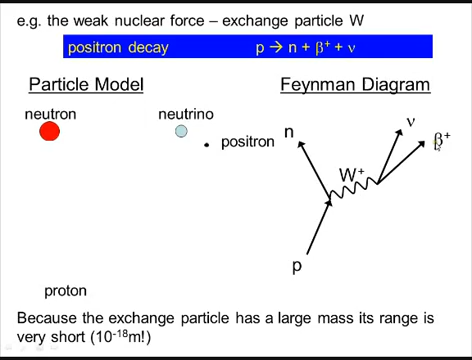 e.g. the weak nuclear force – exchange particle W
positron decay p → n + β⁺ + ν
Particle Model Feynman Diagram
neutron neutrino
positron
n ν β⁺
W⁺
p
proton
Because the exchange particle has a large mass its range is
very short (10⁻¹⁸m!)